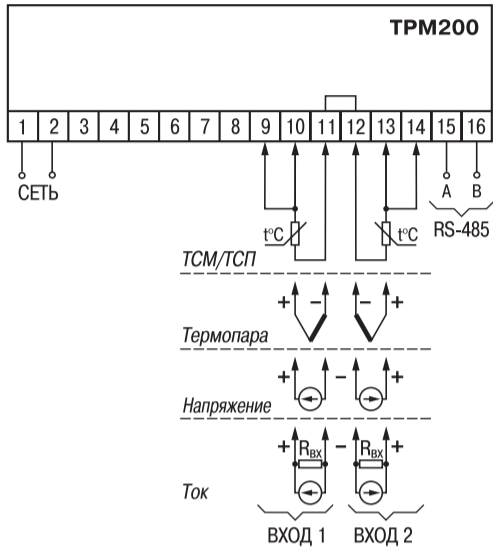 ТРМ200
1 2 3 4 5 6 7 8 9 10 11 12 13 14 15 16
СЕТЬ
A B
RS-485
t°C t°C
ТСМ/ТСП
+ – – +
Термопара
+ – +
Напряжение
+ Rвх – Rвх +
Ток
ВХОД 1 ВХОД 2